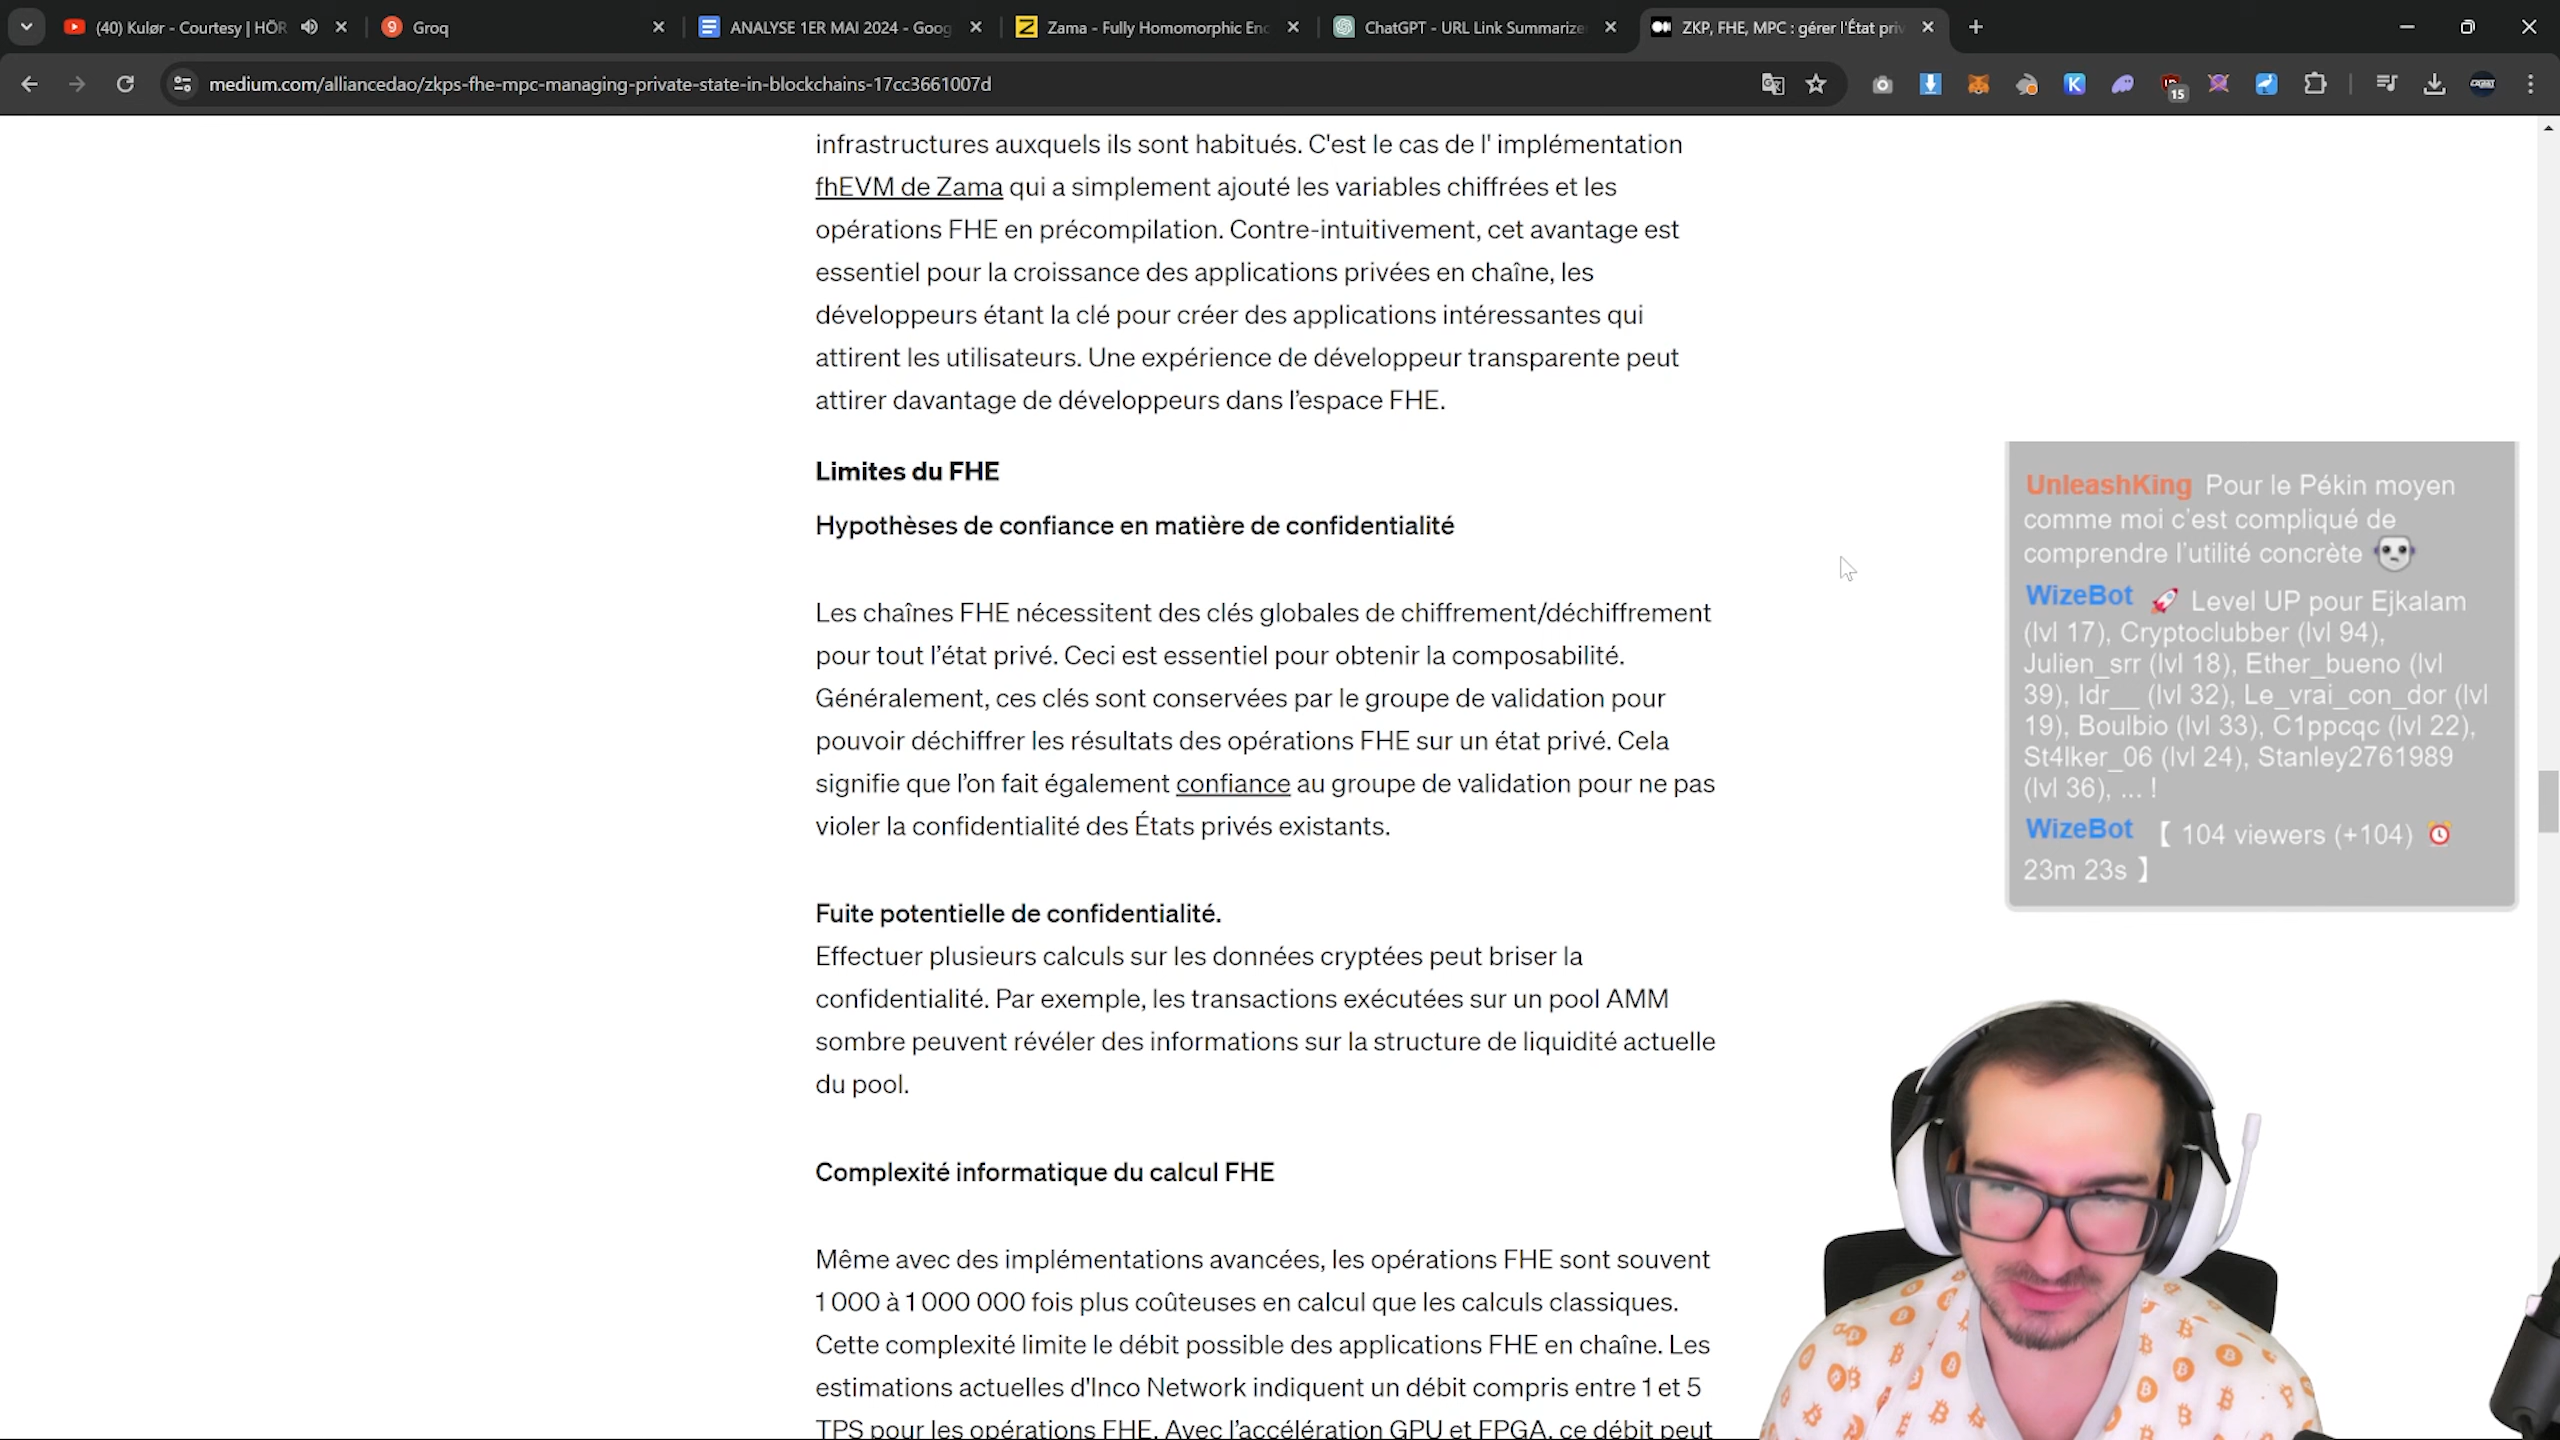 (40) Kulør - Courtesy | HÖR
Groq
ANALYSE 1ER MAI 2024 - Goog
Zama - Fully Homomorphic Enc
ChatGPT - URL Link Summarize
ZKP, FHE, MPC : gérer l'État priv
medium.com/alliancedao/zkps-fhe-mpc-managing-private-state-in-blockchains-17cc3661007d
15
infrastructures auxquels ils sont habitués. C'est le cas de l' implémentation
fhEVM de Zama qui a simplement ajouté les variables chiffrées et les
opérations FHE en précompilation. Contre-intuitivement, cet avantage est
essentiel pour la croissance des applications privées en chaîne, les
développeurs étant la clé pour créer des applications intéressantes qui
attirent les utilisateurs. Une expérience de développeur transparente peut
attirer davantage de développeurs dans l’espace FHE.
Limites du FHE
Hypothèses de confiance en matière de confidentialité
Les chaînes FHE nécessitent des clés globales de chiffrement/déchiffrement
pour tout l’état privé. Ceci est essentiel pour obtenir la composabilité.
Généralement, ces clés sont conservées par le groupe de validation pour
pouvoir déchiffrer les résultats des opérations FHE sur un état privé. Cela
signifie que l’on fait également confiance au groupe de validation pour ne pas
violer la confidentialité des États privés existants.
Fuite potentielle de confidentialité.
Effectuer plusieurs calculs sur les données cryptées peut briser la
confidentialité. Par exemple, les transactions exécutées sur un pool AMM
sombre peuvent révéler des informations sur la structure de liquidité actuelle
du pool.
Complexité informatique du calcul FHE
Même avec des implémentations avancées, les opérations FHE sont souvent
1 000 à 1 000 000 fois plus coûteuses en calcul que les calculs classiques.
Cette complexité limite le débit possible des applications FHE en chaîne. Les
estimations actuelles d'Inco Network indiquent un débit compris entre 1 et 5
TPS pour les opérations FHE. Avec l’accélération GPU et FPGA, ce débit peut
UnleashKing Pour le Pékin moyen
comme moi c’est compliqué de
comprendre l’utilité concrète
WizeBot 🚀 Level UP pour Ejkalam
(lvl 17), Cryptoclubber (lvl 94),
Julien_srr (lvl 18), Ether_bueno (lvl
39), Idr__ (lvl 32), Le_vrai_con_dor (lvl
19), Boulbio (lvl 33), C1ppcqc (lvl 22),
St4lker_06 (lvl 24), Stanley2761989
(lvl 36), ... !
WizeBot 【 104 viewers (+104) ⏰
23m 23s 】